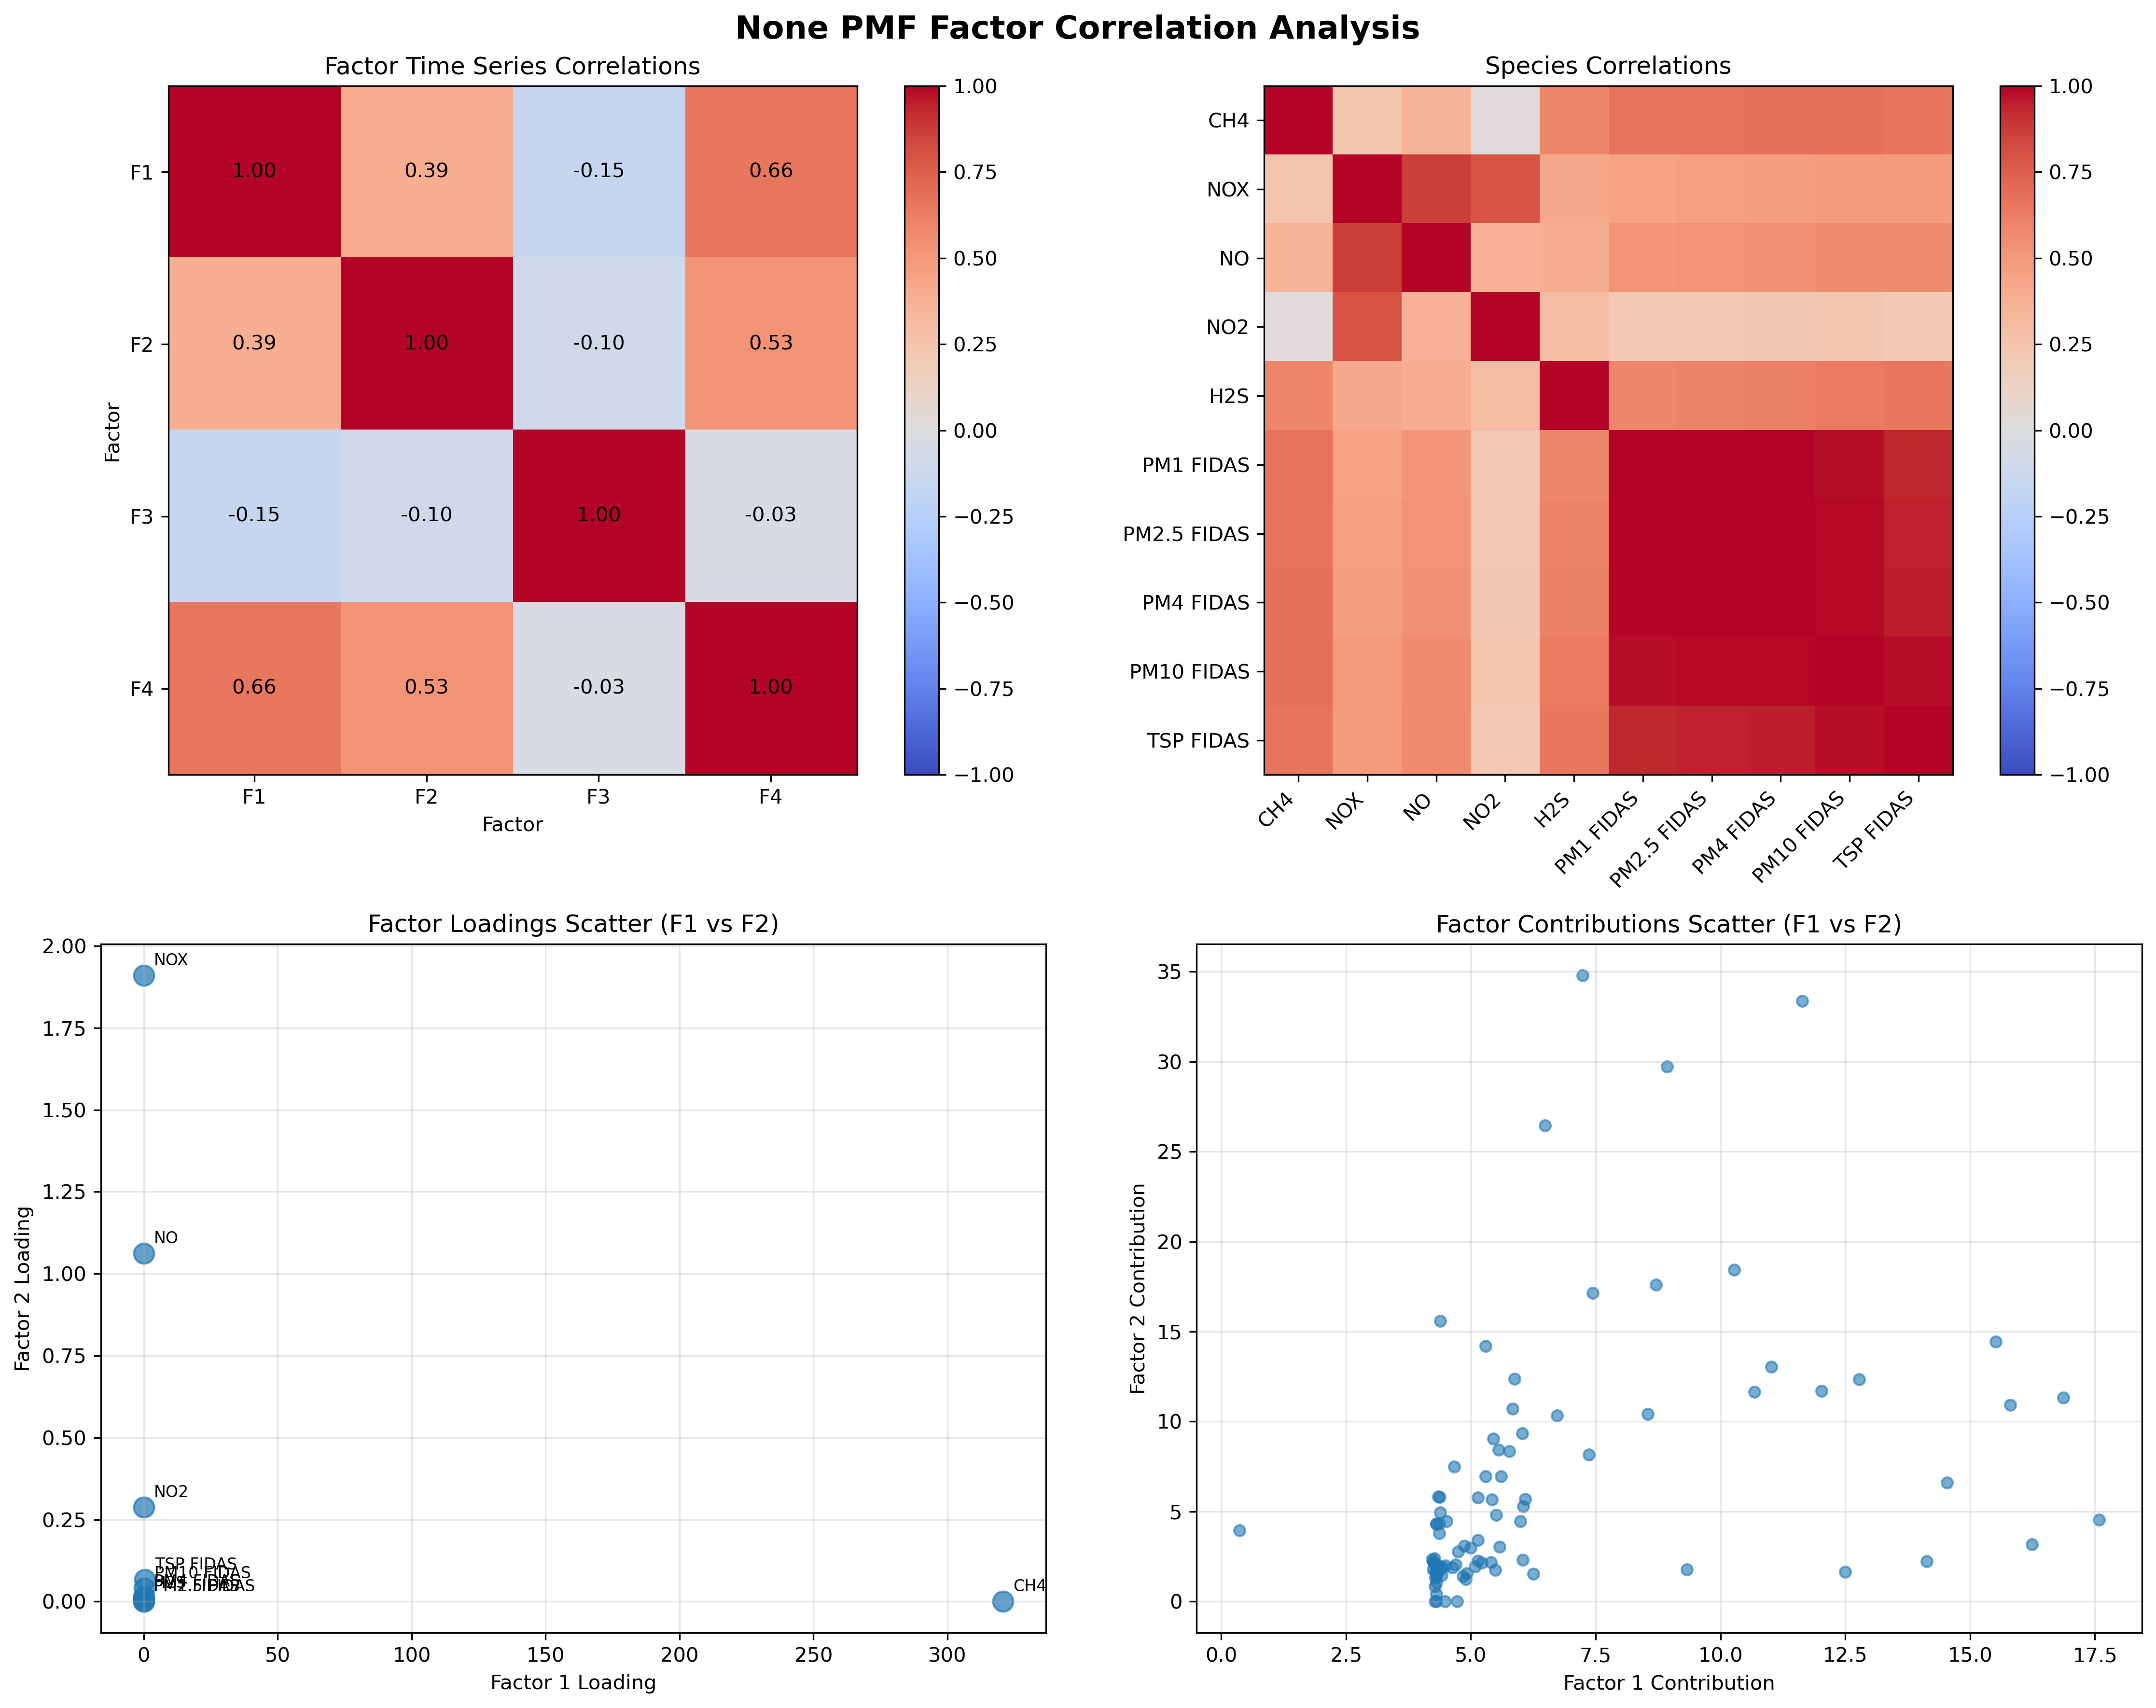 None PMF Factor Correlation Analysis
Factor Time Series Correlations
F1
F2
F3
F4
Factor
1.00 0.39 -0.15 0.66
0.39 1.00 -0.10 0.53
-0.15 -0.10 1.00 -0.03
0.66 0.53 -0.03 1.00
F1 F2 F3 F4
Factor
1.00
0.75
0.50
0.25
0.00
−0.25
−0.50
−0.75
−1.00
Species Correlations
CH4
NOX
NO
NO2
H2S
PM1 FIDAS
PM2.5 FIDAS
PM4 FIDAS
PM10 FIDAS
TSP FIDAS
CH4
NOX
NO
NO2
H2S
PM1 FIDAS
PM2.5 FIDAS
PM4 FIDAS
PM10 FIDAS
TSP FIDAS
1.00
0.75
0.50
0.25
0.00
−0.25
−0.50
−0.75
−1.00
Factor Loadings Scatter (F1 vs F2)
Factor 2 Loading
2.00
1.75
1.50
1.25
1.00
0.75
0.50
0.25
0.00
NOX
NO
NO2
TSP FIDAS
PM10 FIDAS
CH4
0 50 100 150 200 250 300
Factor 1 Loading
Factor Contributions Scatter (F1 vs F2)
Factor 2 Contribution
35
30
25
20
15
10
5
0
0.0 2.5 5.0 7.5 10.0 12.5 15.0 17.5
Factor 1 Contribution